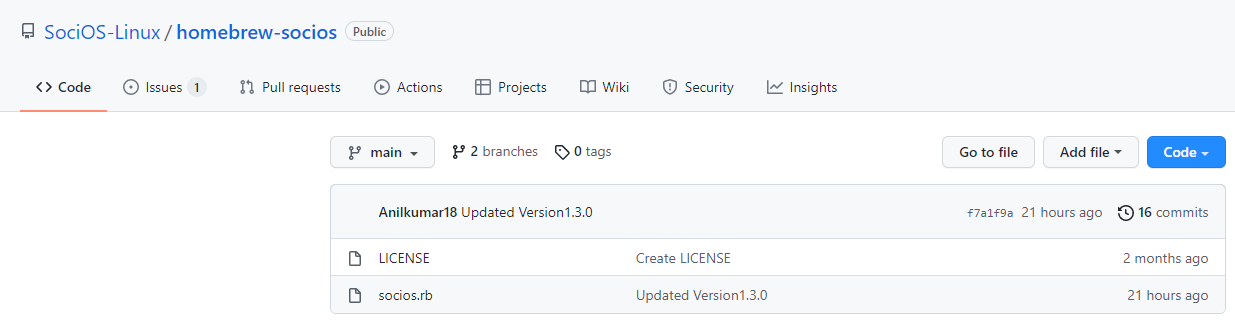 SociOS-Linux / homebrew-socios Public
Code Issues 1 Pull requests Actions Projects Wiki Security Insights
main 2 branches 0 tags Go to file Add file Code
Anilkumar18 Updated Version1.3.0 f7a1f9a 21 hours ago 16 commits
LICENSE Create LICENSE 2 months ago
socios.rb Updated Version1.3.0 21 hours ago